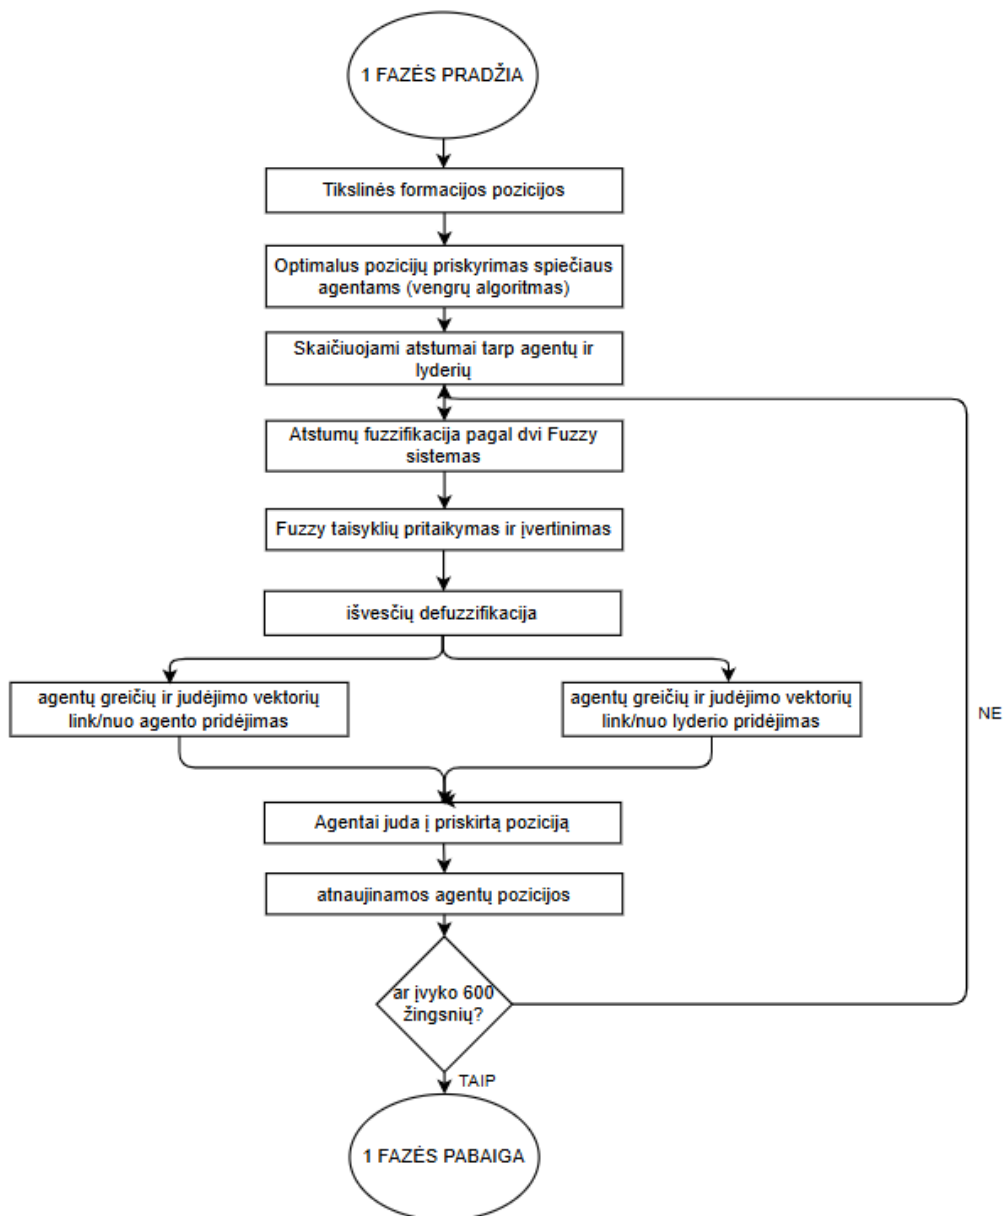 1 FAZĖS PRADŽIA
Tikslinės formacijos pozicijos
Optimalus pozicijų priskyrimas spiečiaus
agentams (vengrų algoritmas)
Skaičiuojami atstumai tarp agentų ir
lyderių
Atstumų fuzzifikacija pagal dvi Fuzzy
sistemas
Fuzzy taisyklių pritaikymas ir įvertinimas
išvesčių defuzzifikacija
agentų greičių ir judėjimo vektorių
link/nuo agento pridėjimas
agentų greičių ir judėjimo vektorių
link/nuo lyderio pridėjimas
NE
Agentai juda į priskirtą poziciją
atnaujinamos agentų pozicijos
ar įvyko 600
žingsnių?
TAIP
1 FAZĖS PABAIGA